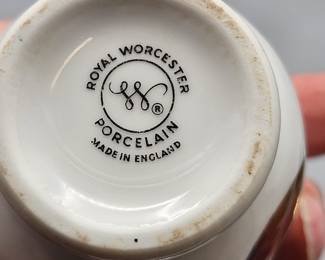 ROYAL WORCESTER
W ®
PORCELAIN
MADE IN ENGLAND